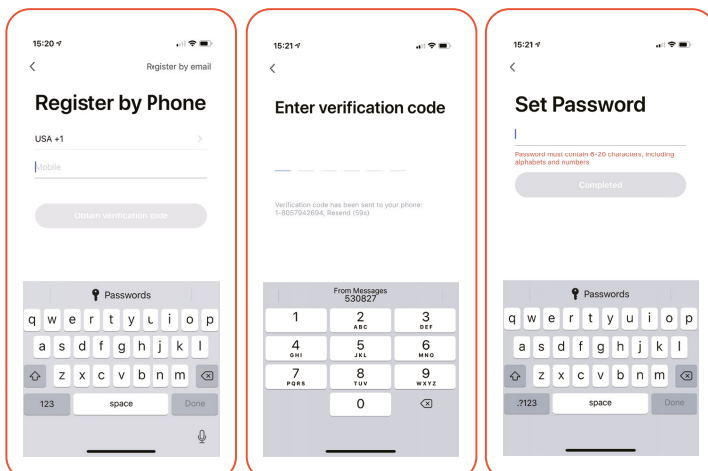 15:20
Register by email
Register by Phone
USA +1
Mobile
Obtain verification code
Passwords
q w e r t y u i o p
a s d f g h j k l
z x c v b n m
123 space Done
15:21
Enter verification code
Verification code has been sent to your phone:
1-8057942694, Resend (59s)
From Messages
530827
1 2 3
ABC DEF
4 5 6
GHI JKL MNO
7 8 9
PQRS TUV WXYZ
0
15:21
Set Password
Password must contain 6-20 characters, including
alphabets and numbers
Completed
Passwords
q w e r t y u i o p
a s d f g h j k l
z x c v b n m
.?123 space Done